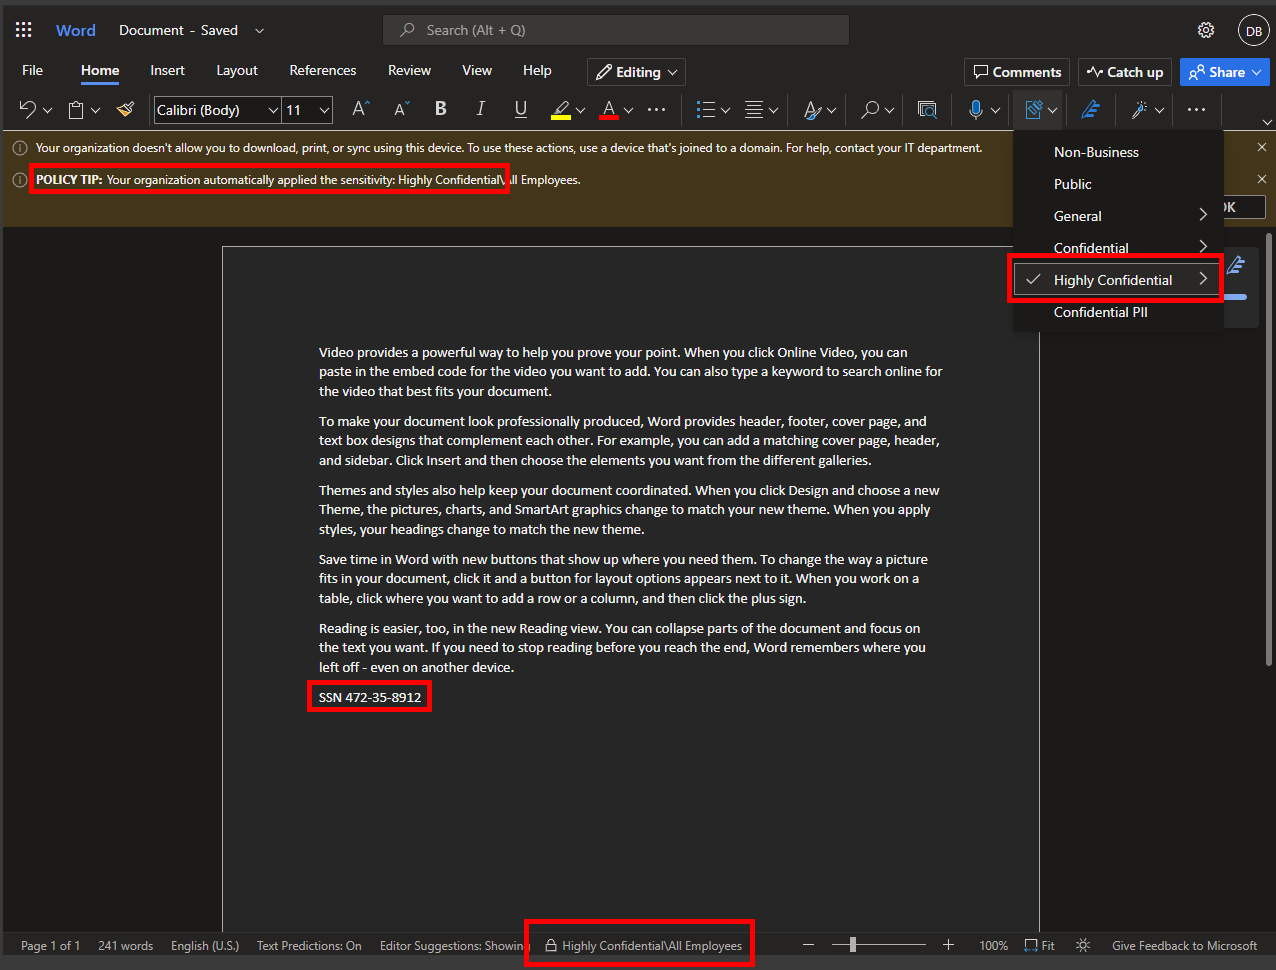 Word
Document - Saved
Search (Alt + Q)
DB
File Home Insert Layout References Review View Help Editing Comments Catch up Share
Calibri (Body) 11 A A B I U A
Your organization doesn't allow you to download, print, or sync using this device. To use these actions, use a device that's joined to a domain. For help, contact your IT department.
POLICY TIP: Your organization automatically applied the sensitivity: Highly Confidential\All Employees.
Non-Business
Public
General
Confidential
Highly Confidential
Confidential PII
Video provides a powerful way to help you prove your point. When you click Online Video, you can
paste in the embed code for the video you want to add. You can also type a keyword to search online for
the video that best fits your document.
To make your document look professionally produced, Word provides header, footer, cover page, and
text box designs that complement each other. For example, you can add a matching cover page, header,
and sidebar. Click Insert and then choose the elements you want from the different galleries.
Themes and styles also help keep your document coordinated. When you click Design and choose a new
Theme, the pictures, charts, and SmartArt graphics change to match your new theme. When you apply
styles, your headings change to match the new theme.
Save time in Word with new buttons that show up where you need them. To change the way a picture
fits in your document, click it and a button for layout options appears next to it. When you work on a
table, click where you want to add a row or a column, and then click the plus sign.
Reading is easier, too, in the new Reading view. You can collapse parts of the document and focus on
the text you want. If you need to stop reading before you reach the end, Word remembers where you
left off - even on another device.
SSN 472-35-8912
Page 1 of 1 241 words English (U.S.) Text Predictions: On Editor Suggestions: Showing Highly Confidential\All Employees 100% Fit Give Feedback to Microsoft